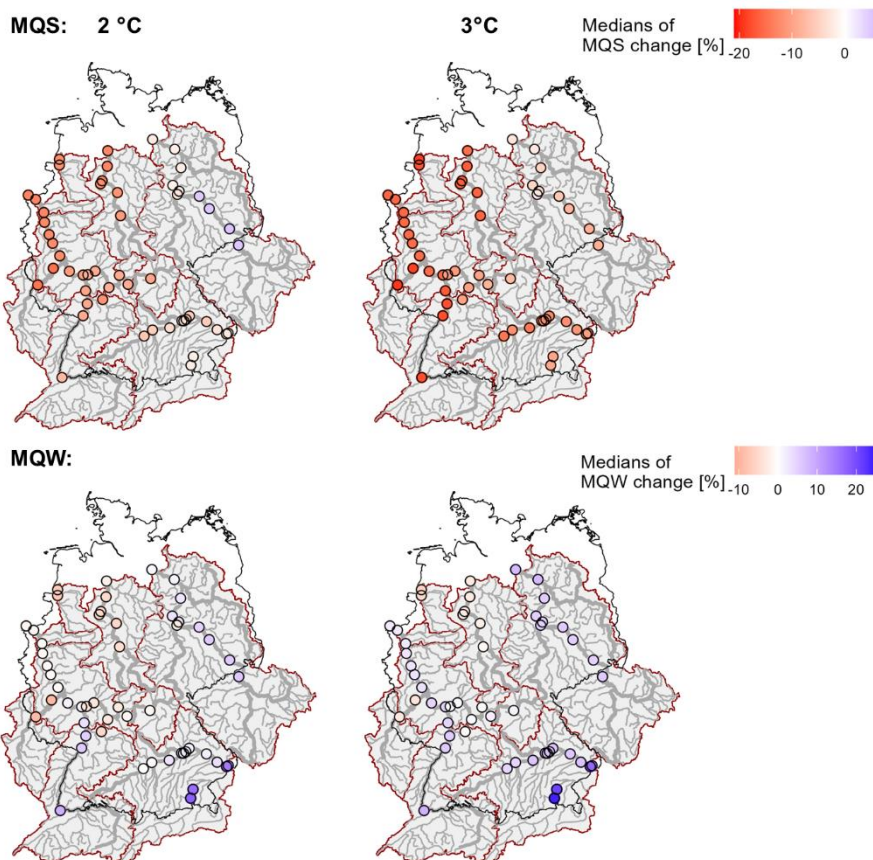 MQS: 2 °C 3°C
Medians of
MQS change [%]
-20 -10 0
MQW:
Medians of
MQW change [%]
-10 0 10 20